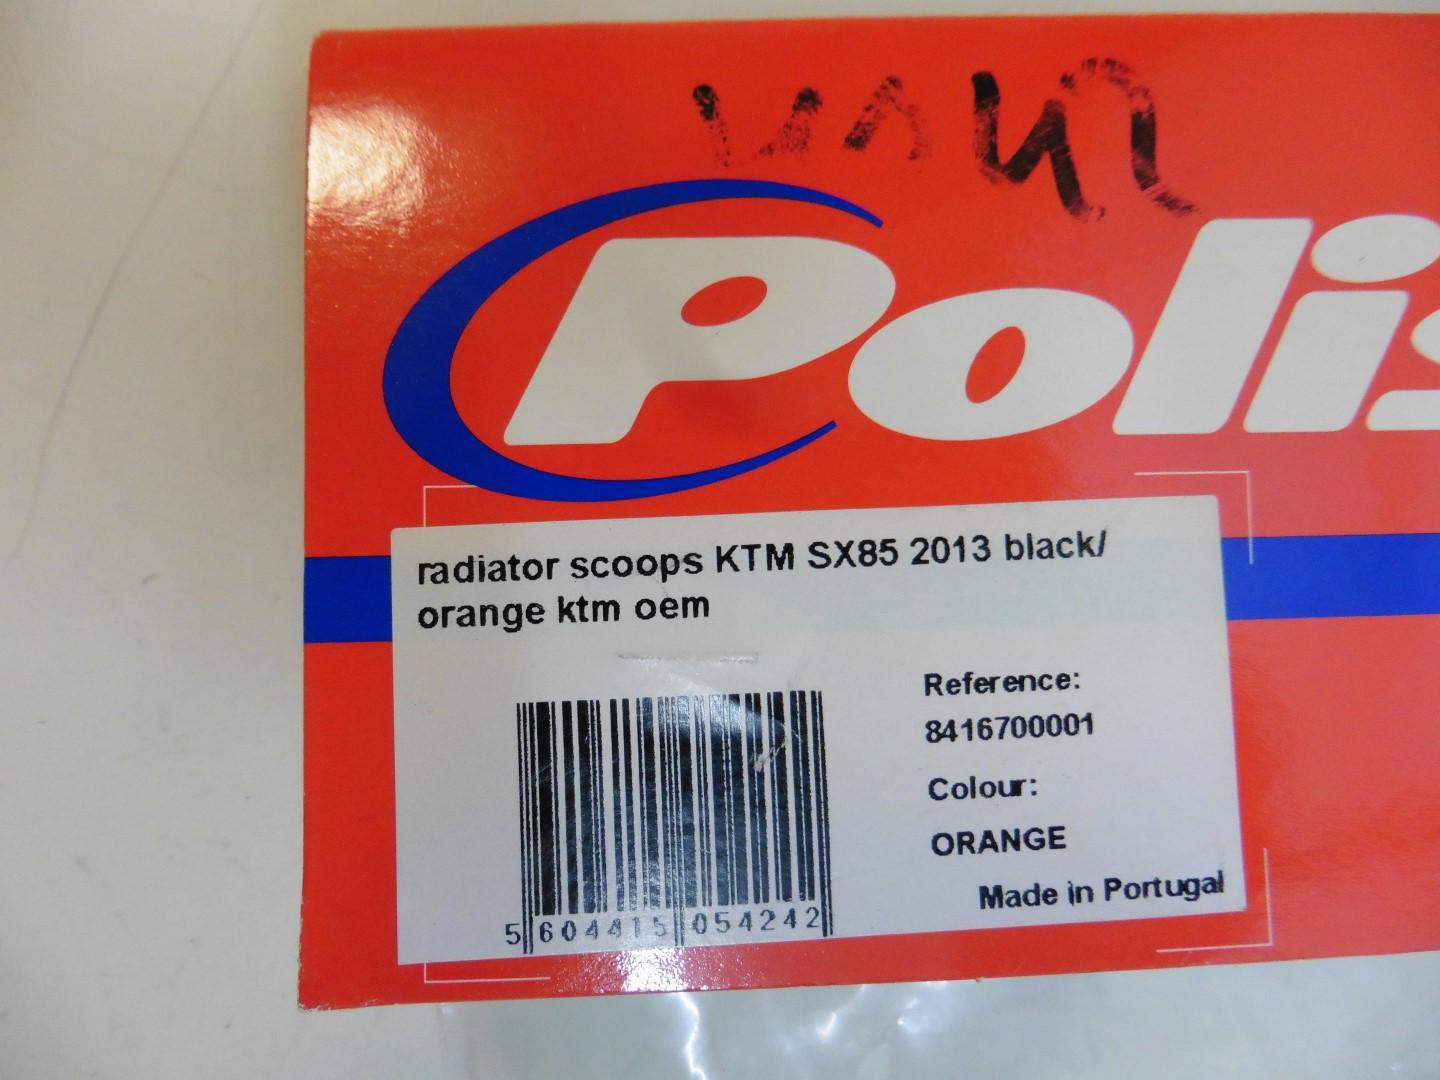 Polis
radiator scoops KTM SX85 2013 black/
orange ktm oem
Reference:
8416700001
Colour:
ORANGE
Made in Portugal
5 604415 054242